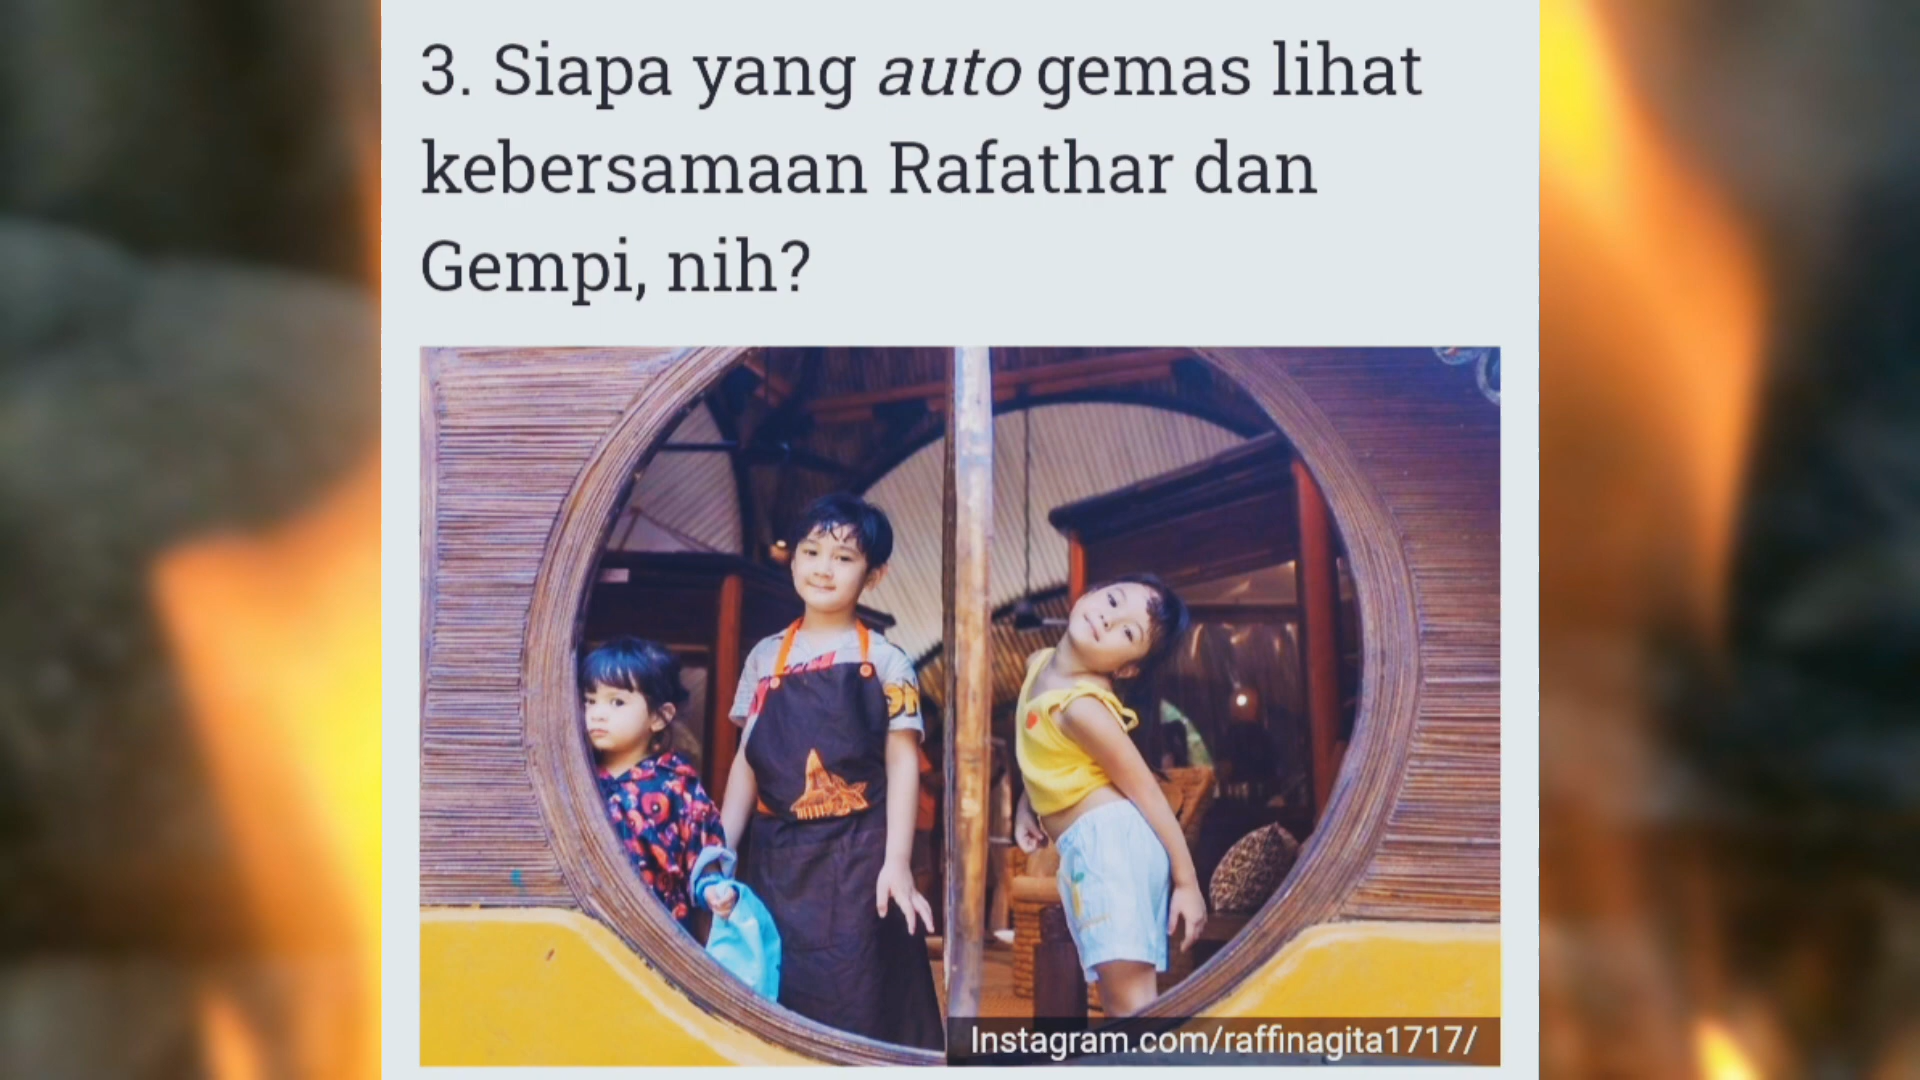 3. Siapa yang auto gemas lihat
kebersamaan Rafathar dan
Gempi, nih?
Instagram.com/raffinagita1717/